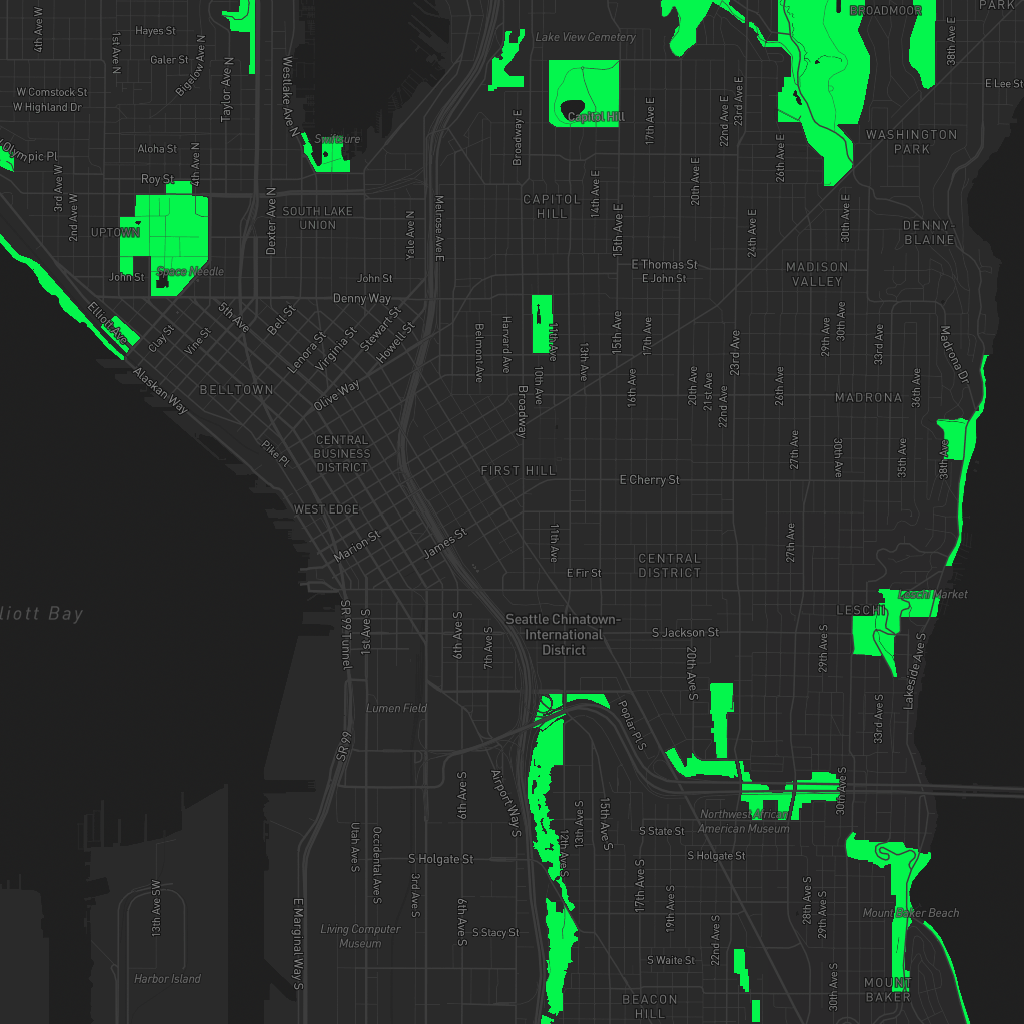 4th Ave W
Hayes St
1st Ave N
Galer St
Bigelow Ave N
Taylor Ave N
Westlake Ave N
Lake View Cemetery
BROADMOOR
PARK
38th Ave E
E Lee St
W Comstock St
W Highland Dr
Olympic Pl
Aloha St
4th Ave N
Roy St
3rd Ave W
2nd Ave W
Swiftsure
Broadway E
Capitol Hill
17th Ave E
22nd Ave E
23rd Ave E
26th Ave E
20th Ave E
WASHINGTON
PARK
UPTOWN
Space Needle
John St
Dexter Ave N
SOUTH LAKE
UNION
Yale Ave N
Melrose Ave E
CAPITOL
HILL
14th Ave E
15th Ave E
24th Ave E
30th Ave E
DENNY-
BLAINE
John St
E Thomas St
E John St
MADISON
VALLEY
Denny Way
Elliott Ave
Clay St
Vine St
5th Ave
Bell St
Lenora St
Virginia St
Stewart St
Howell St
Belmont Ave
Harvard Ave
11th Ave
10th Ave
13th Ave
15th Ave
17th Ave
23rd Ave
29th Ave
30th Ave
33rd Ave
Madrona Dr
Alaskan Way
BELLTOWN
Olive Way
Broadway
16th Ave
20th Ave
21st Ave
22nd Ave
26th Ave
MADRONA
36th Ave
Pike Pl
CENTRAL
BUSINESS
DISTRICT
FIRST HILL
E Cherry St
27th Ave
30th Ave
35th Ave
38th Ave
WEST EDGE
Marion St
James St
11th Ave
E Fir St
CENTRAL
DISTRICT
27th Ave
Leschi Market
LESCHI
lliott Bay
SR 99 Tunnel
1st Ave S
6th Ave S
7th Ave S
Seattle Chinatown-
International
District
S Jackson St
20th Ave S
29th Ave S
Lakeside Ave S
33rd Ave S
Lumen Field
SR 99
Poplar Pl S
6th Ave S
Airport Way S
12th Ave S
13th Ave S
15th Ave S
S State St
Northwest African
American Museum
30th Ave S
Utah Ave S
Occidental Ave S
3rd Ave S
S Holgate St
S Holgate St
13th Ave SW
E Marginal Way S
Living Computer
Museum
6th Ave S
S Stacy St
17th Ave S
19th Ave S
22nd Ave S
28th Ave S
29th Ave S
Mount Baker Beach
Harbor Island
S Waite St
BEACON
HILL
30th Ave S
MOUNT
BAKER